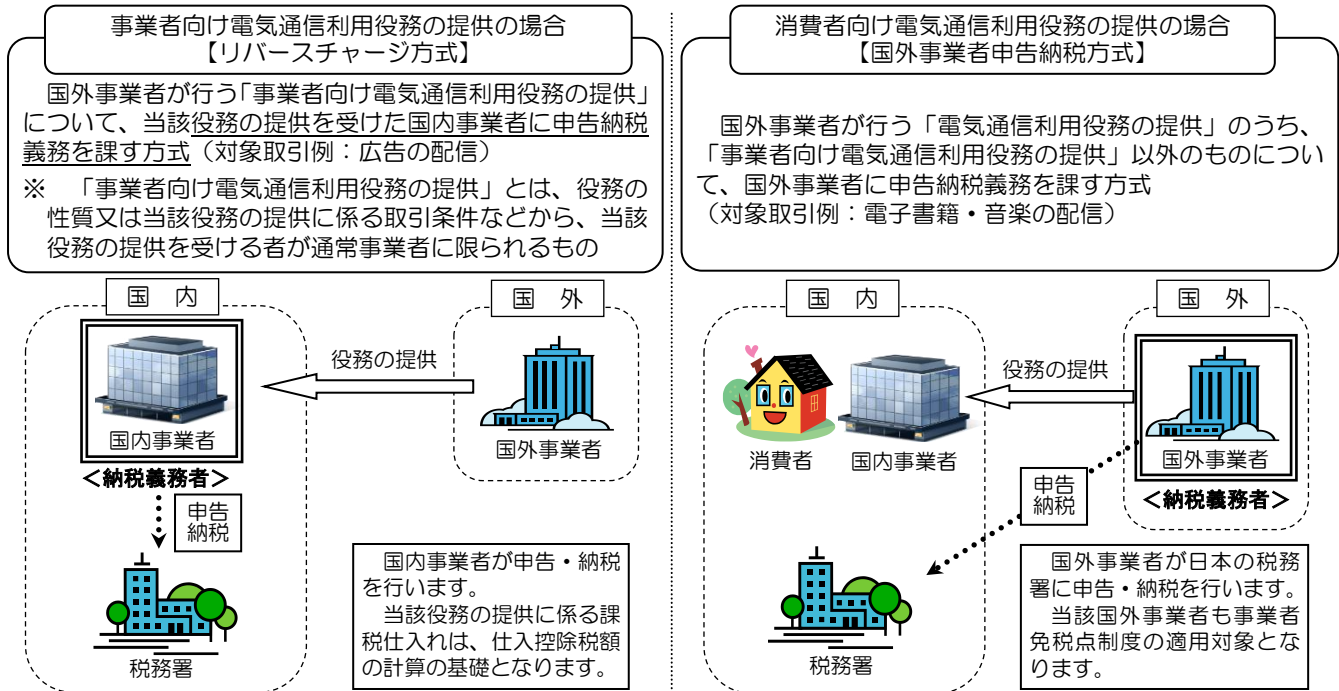 事業者向け電気通信利用役務の提供の場合
【リバースチャージ方式】
国外事業者が行う「事業者向け電気通信利用役務の提供」
について、当該役務の提供を受けた国内事業者に申告納税
義務を課す方式（対象取引例：広告の配信）
※　「事業者向け電気通信利用役務の提供」とは、役務の
性質又は当該役務の提供に係る取引条件などから、当該
役務の提供を受ける者が通常事業者に限られるもの
国　内
国　外
役務の提供
国内事業者
国外事業者
＜納税義務者＞
申告
納税
税務署
国内事業者が申告・納税
を行います。
当該役務の提供に係る課
税仕入れは、仕入控除税額
の計算の基礎となります。
消費者向け電気通信利用役務の提供の場合
【国外事業者申告納税方式】
国外事業者が行う「電気通信利用役務の提供」のうち、
「事業者向け電気通信利用役務の提供」以外のものについ
て、国外事業者に申告納税義務を課す方式
（対象取引例：電子書籍・音楽の配信）
国　内
国　外
役務の提供
消費者
国内事業者
国外事業者
＜納税義務者＞
申告
納税
税務署
国外事業者が日本の税務
署に申告・納税を行います。
当該国外事業者も事業者
免税点制度の適用対象とな
ります。